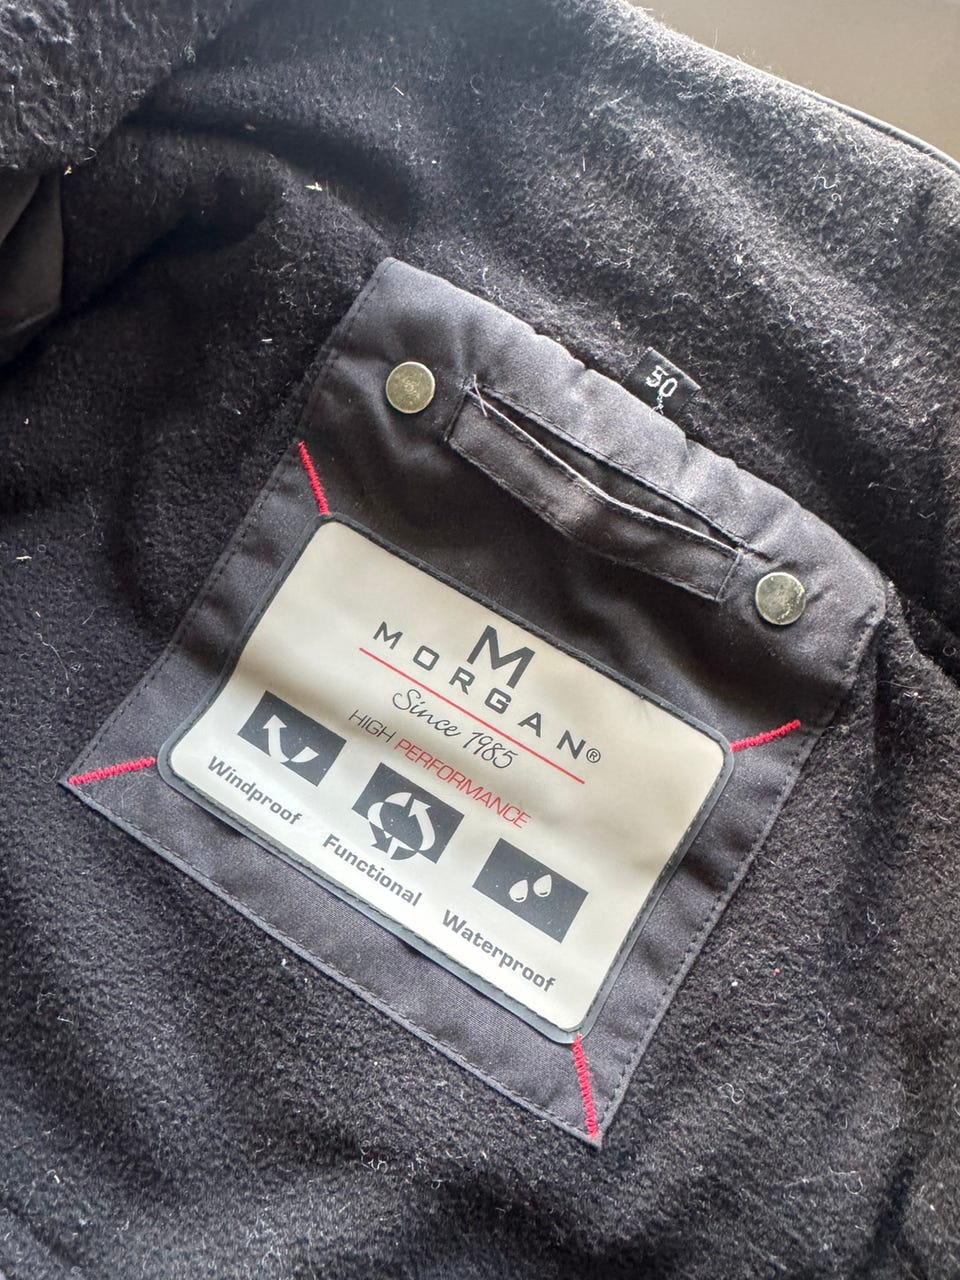 50
M
MORGAN®
Since 1985
HIGH PERFORMANCE
Windproof
Functional
Waterproof